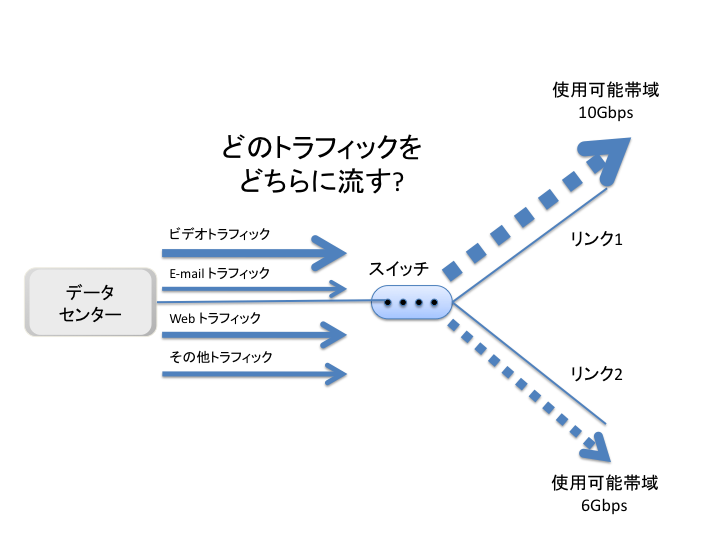 使用可能帯域
10Gbps
どのトラフィックを
どちらに流す?
ビデオトラフィック
リンク1
スイッチ
E-mail トラフィック
データ
センター
Web トラフィック
その他トラフィック
リンク2
使用可能帯域
6Gbps